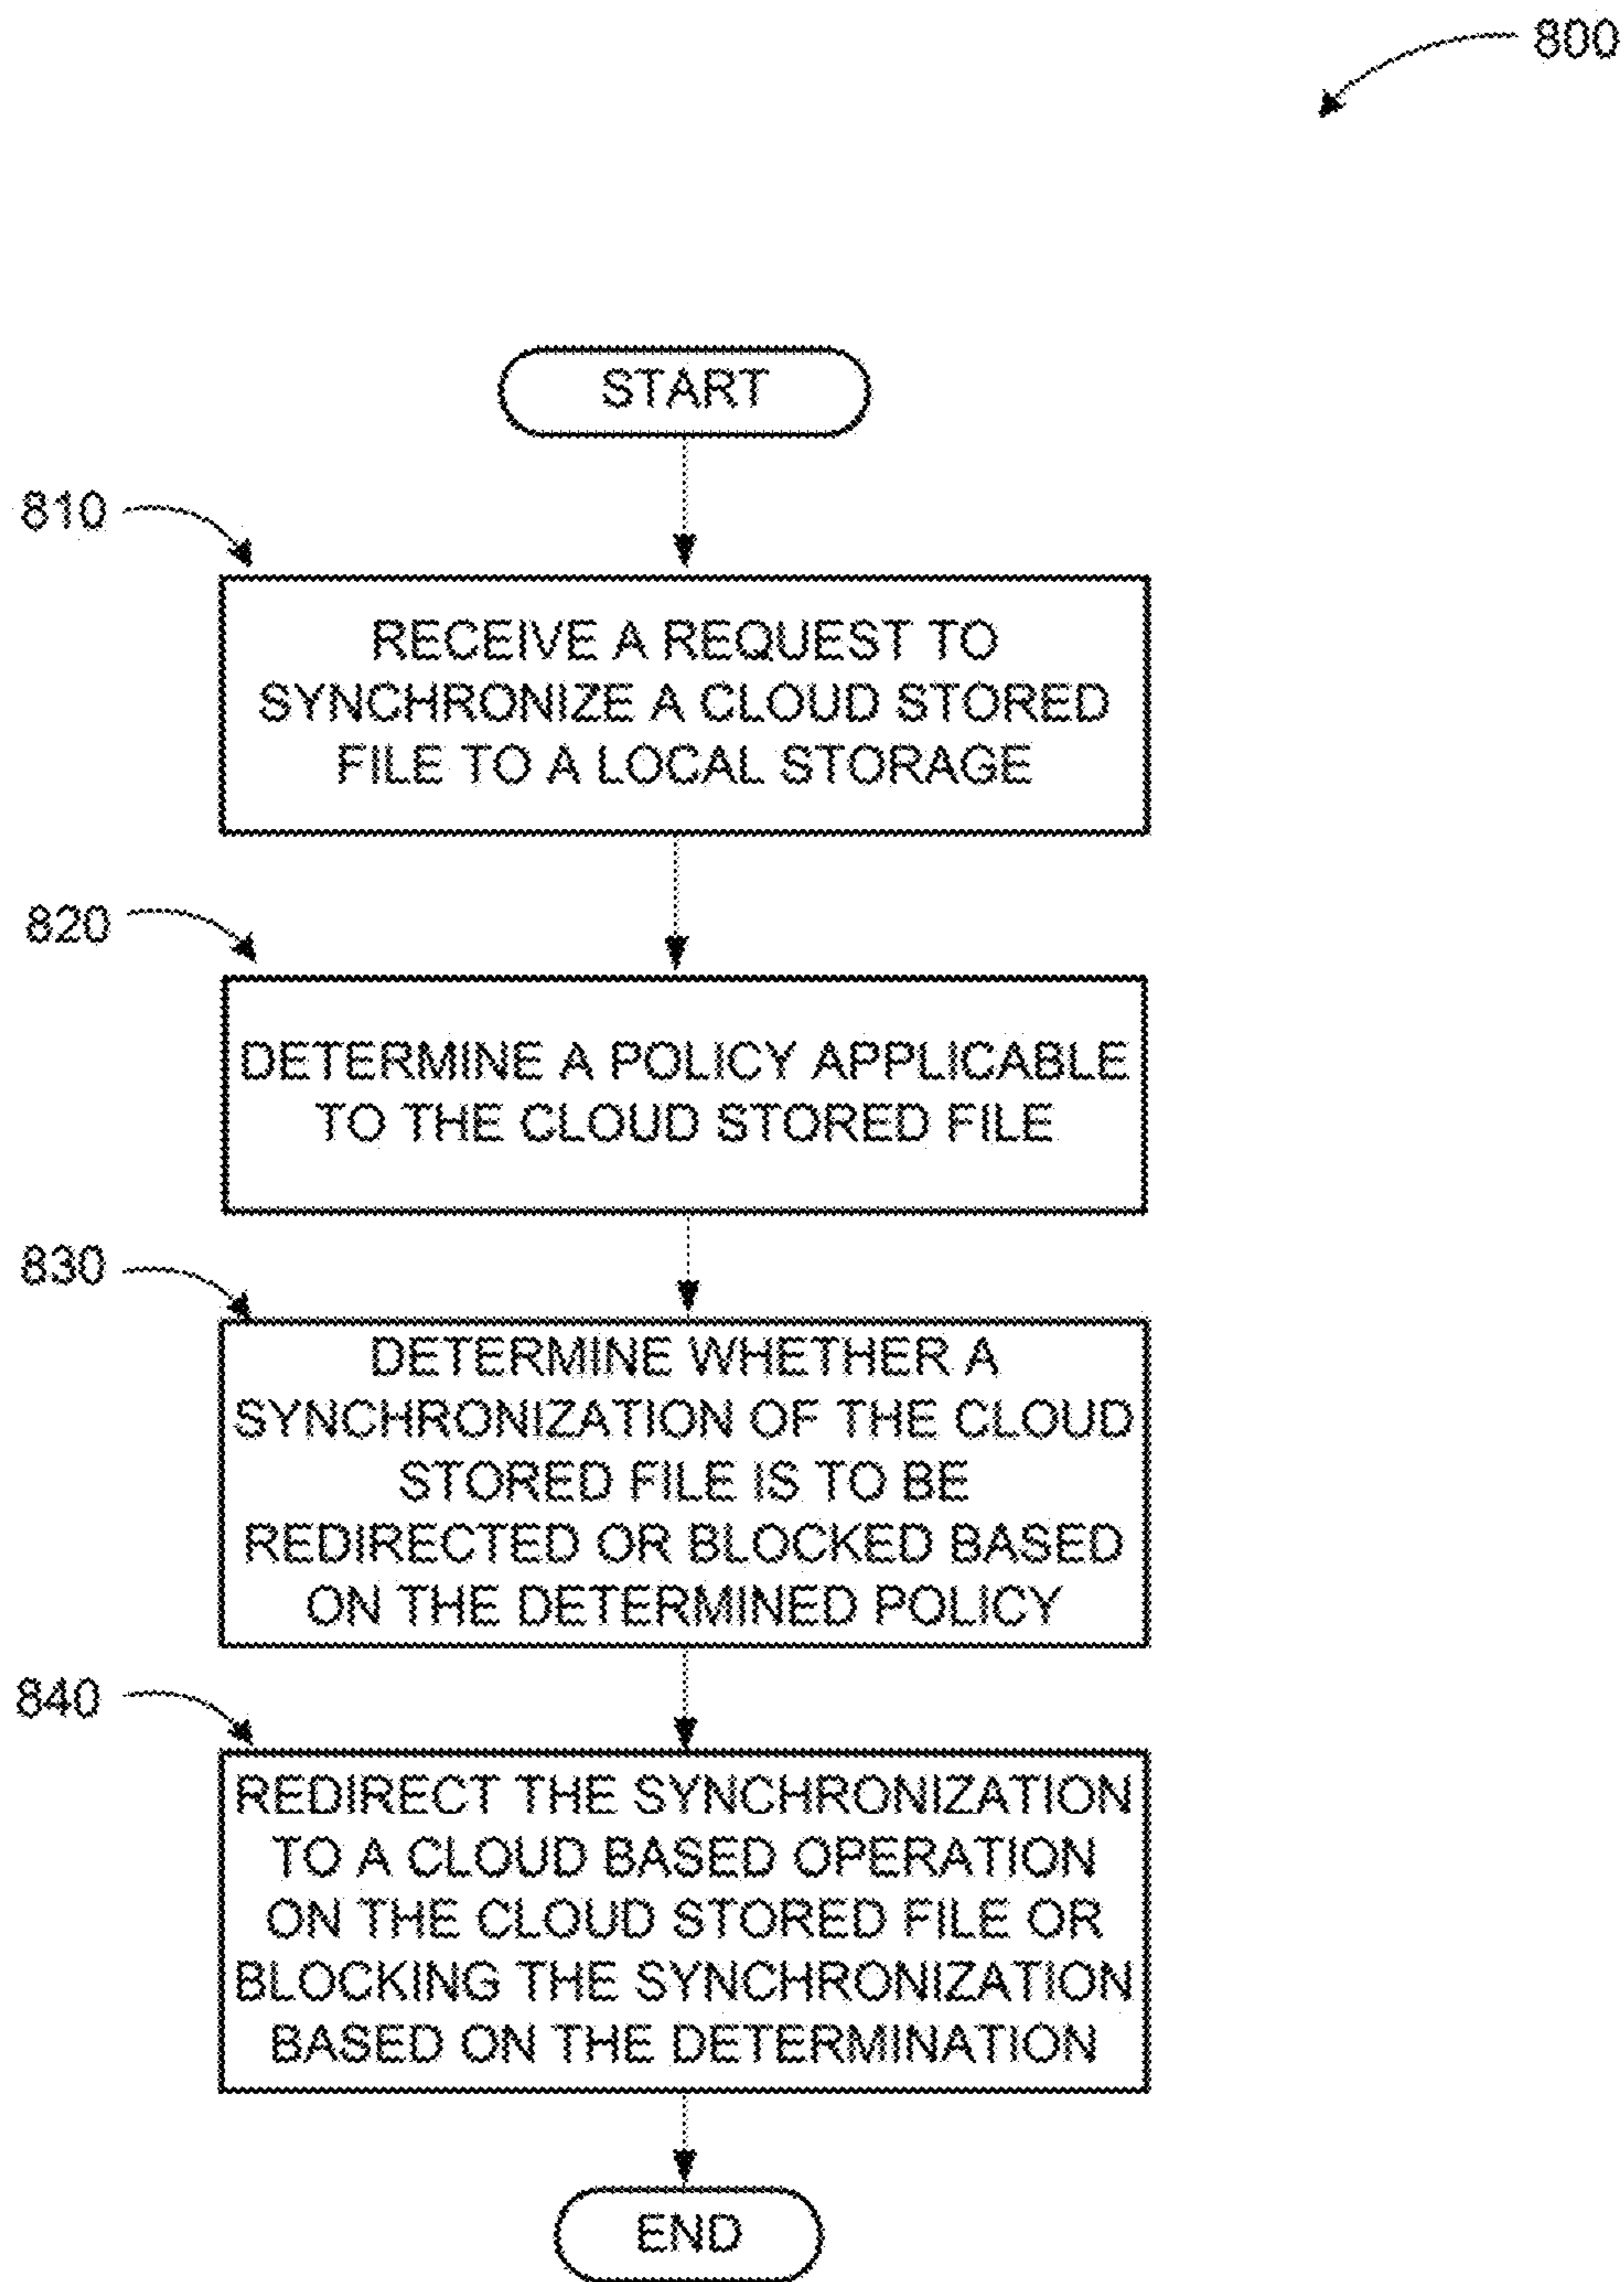 800
START
810
RECEIVE A REQUEST TO
SYNCHRONIZE A CLOUD STORED
FILE TO A LOCAL STORAGE
820
DETERMINE A POLICY APPLICABLE
TO THE CLOUD STORED FILE
830
DETERMINE WHETHER A
SYNCHRONIZATION OF THE CLOUD
STORED FILE IS TO BE
REDIRECTED OR BLOCKED BASED
ON THE DETERMINED POLICY
840
REDIRECT THE SYNCHRONIZATION
TO A CLOUD BASED OPERATION
ON THE CLOUD STORED FILE OR
BLOCKING THE SYNCHRONIZATION
BASED ON THE DETERMINATION
END